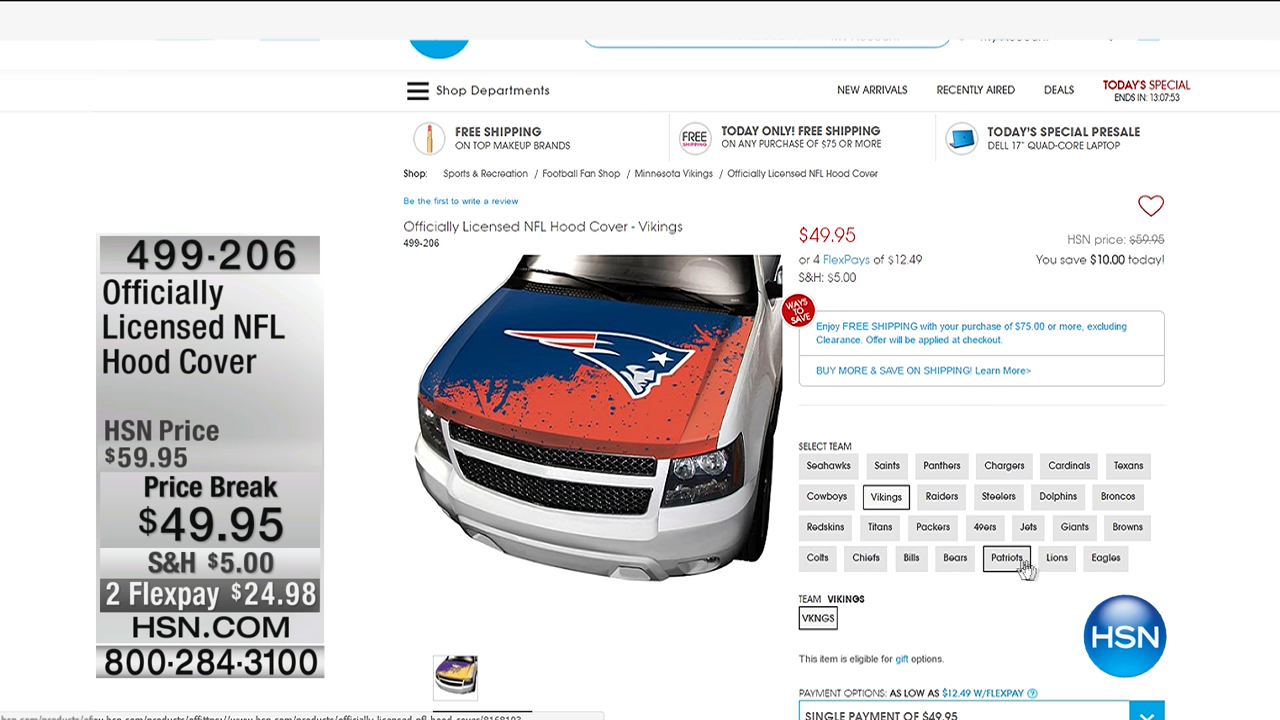 Shop Departments
NEW ARRIVALS
RECENTLY AIRED
DEALS
TODAY'S SPECIAL
ENDS IN: 13:07:53
FREE SHIPPING
ON TOP MAKEUP BRANDS
FREE
SHIPPING
TODAY ONLY! FREE SHIPPING
ON ANY PURCHASE OF $75 OR MORE
TODAY'S SPECIAL PRESALE
DELL 17" QUAD-CORE LAPTOP
Shop: Sports & Recreation / Football Fan Shop / Minnesota Vikings / Officially Licensed NFL Hood Cover
Be the first to write a review
Officially Licensed NFL Hood Cover - Vikings
499-206
499-206
Officially
Licensed NFL
Hood Cover
HSN Price
$59.95
Price Break
$49.95
S&H $5.00
2 Flexpay $24.98
HSN.COM
800-284-3100
$49.95
HSN price: $59.95
or 4 FlexPays of $12.49
You save $10.00 today!
S&H: $5.00
WAYS
TO
SAVE
Enjoy FREE SHIPPING with your purchase of $75.00 or more, excluding
Clearance. Offer will be applied at checkout.
BUY MORE & SAVE ON SHIPPING! Learn More>
SELECT TEAM
Seahawks Saints Panthers Chargers Cardinals Texans
Cowboys Vikings Raiders Steelers Dolphins Broncos
Redskins Titans Packers 49ers Jets Giants Browns
Colts Chiefs Bills Bears Patriots Lions Eagles
TEAM VIKINGS
VKNGS
HSN
This item is eligible for gift options.
PAYMENT OPTIONS: AS LOW AS $12.49 W/FLEXPAY ?
SINGLE PAYMENT OF $49.95